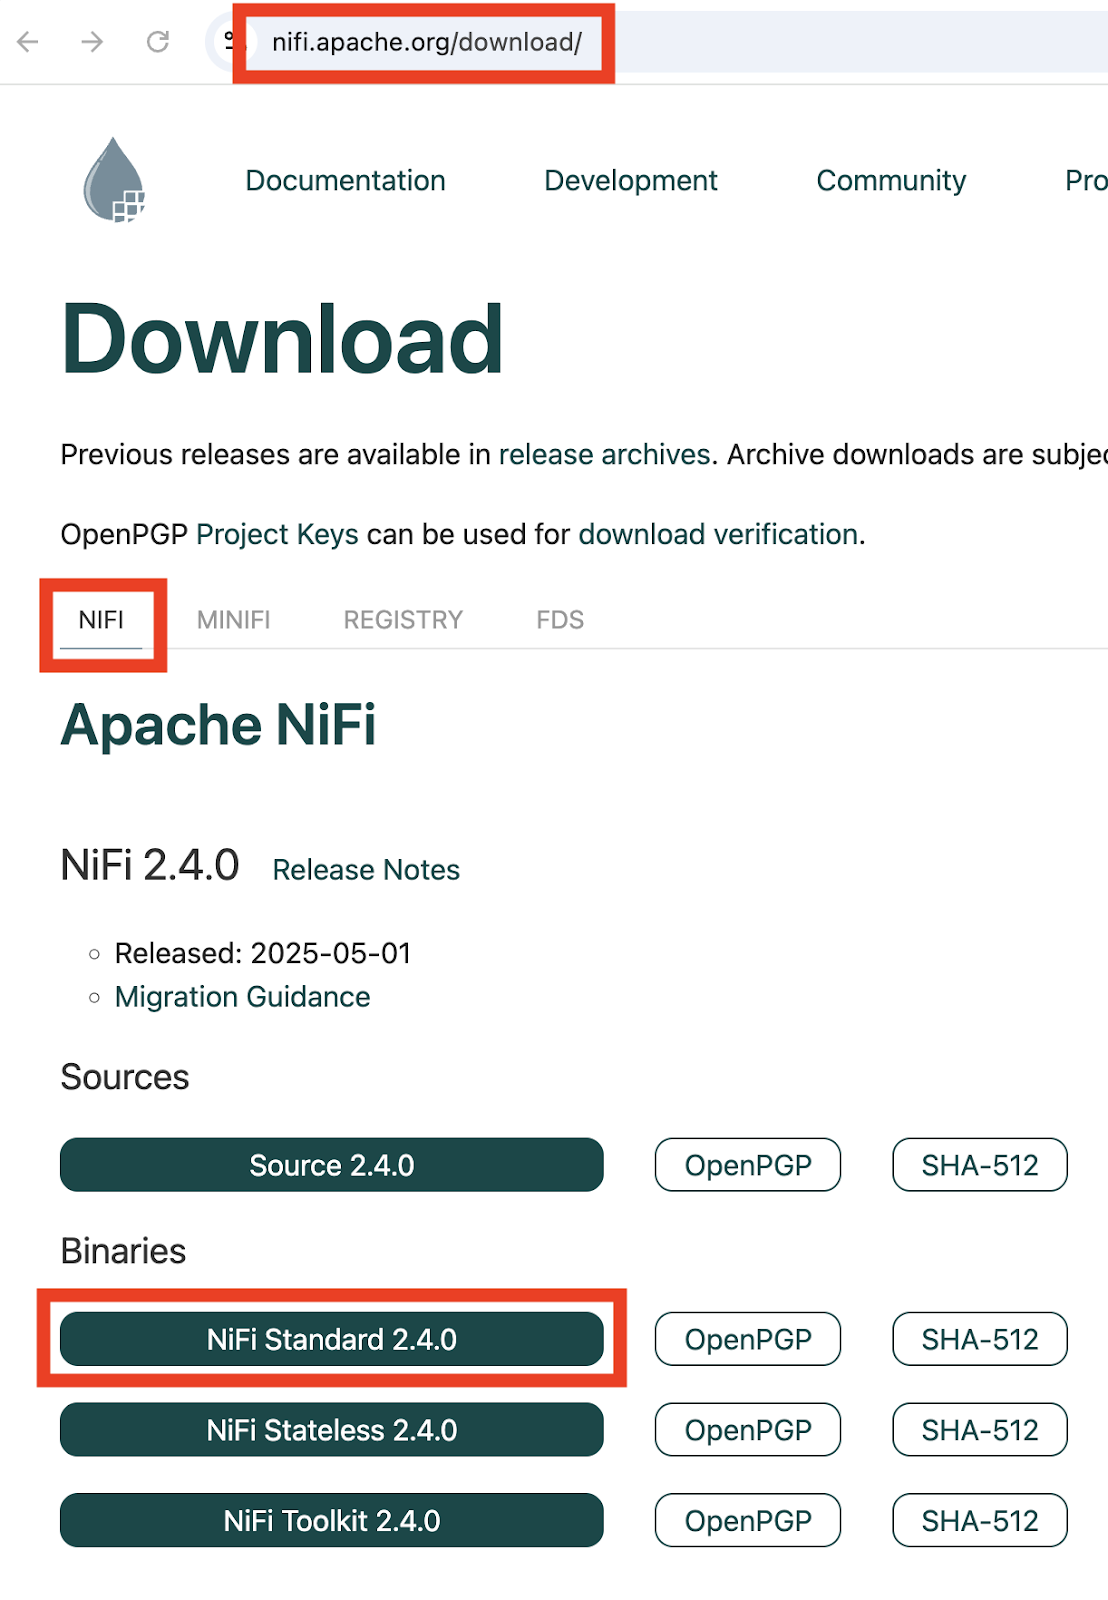 nifi.apache.org/download/
Documentation Development Community Pro
Download
Previous releases are available in release archives. Archive downloads are subjec
OpenPGP Project Keys can be used for download verification.
NIFI MINIFI REGISTRY FDS
Apache NiFi
NiFi 2.4.0 Release Notes
Released: 2025-05-01
Migration Guidance
Sources
Source 2.4.0 OpenPGP SHA-512
Binaries
NiFi Standard 2.4.0 OpenPGP SHA-512
NiFi Stateless 2.4.0 OpenPGP SHA-512
NiFi Toolkit 2.4.0 OpenPGP SHA-512